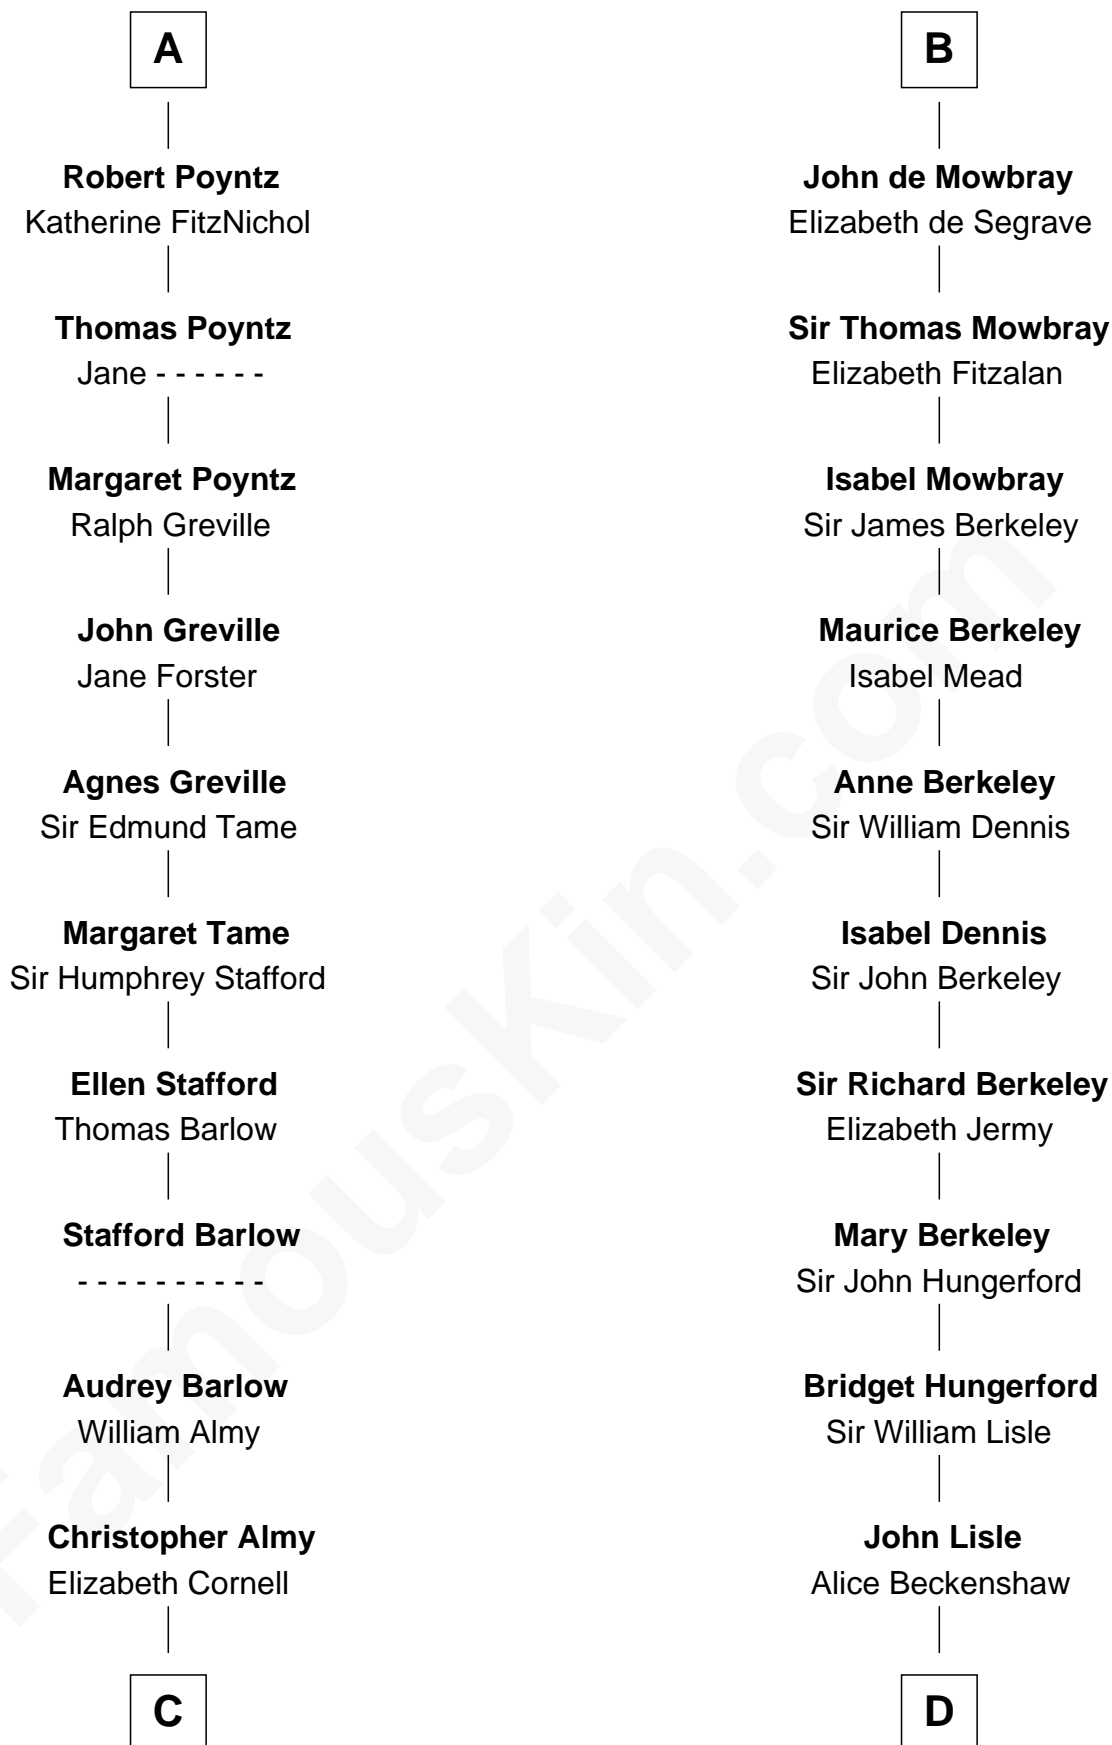 A
Robert Poyntz
Katherine FitzNichol
Thomas Poyntz
Jane - - - - - -
Margaret Poyntz
Ralph Greville
John Greville
Jane Forster
Agnes Greville
Sir Edmund Tame
Margaret Tame
Sir Humphrey Stafford
Ellen Stafford
Thomas Barlow
Stafford Barlow
- - - - - - - - - -
Audrey Barlow
William Almy
Christopher Almy
Elizabeth Cornell
C
B
John de Mowbray
Elizabeth de Segrave
Sir Thomas Mowbray
Elizabeth Fitzalan
Isabel Mowbray
Sir James Berkeley
Maurice Berkeley
Isabel Mead
Anne Berkeley
Sir William Dennis
Isabel Dennis
Sir John Berkeley
Sir Richard Berkeley
Elizabeth Jermy
Mary Berkeley
Sir John Hungerford
Bridget Hungerford
Sir William Lisle
John Lisle
Alice Beckenshaw
D
FamousKin.com